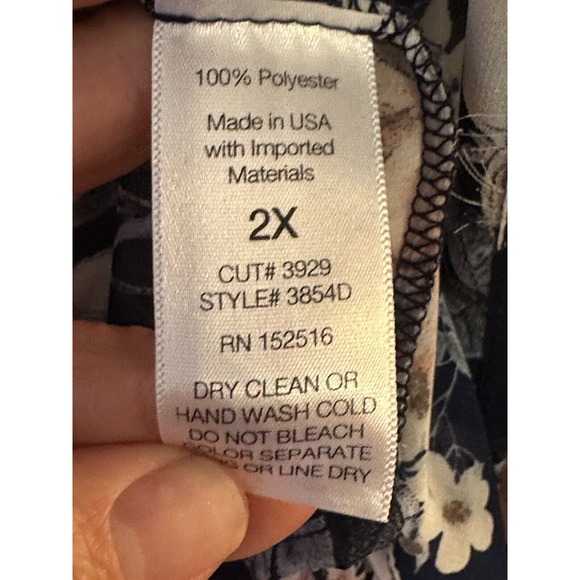 100% Polyester
Made in USA
with Imported
Materials
2X
CUT# 3929
STYLE# 3854D
RN 152516
DRY CLEAN OR
HAND WASH COLD
DO NOT BLEACH
COLOR SEPARATE
OR LINE DRY